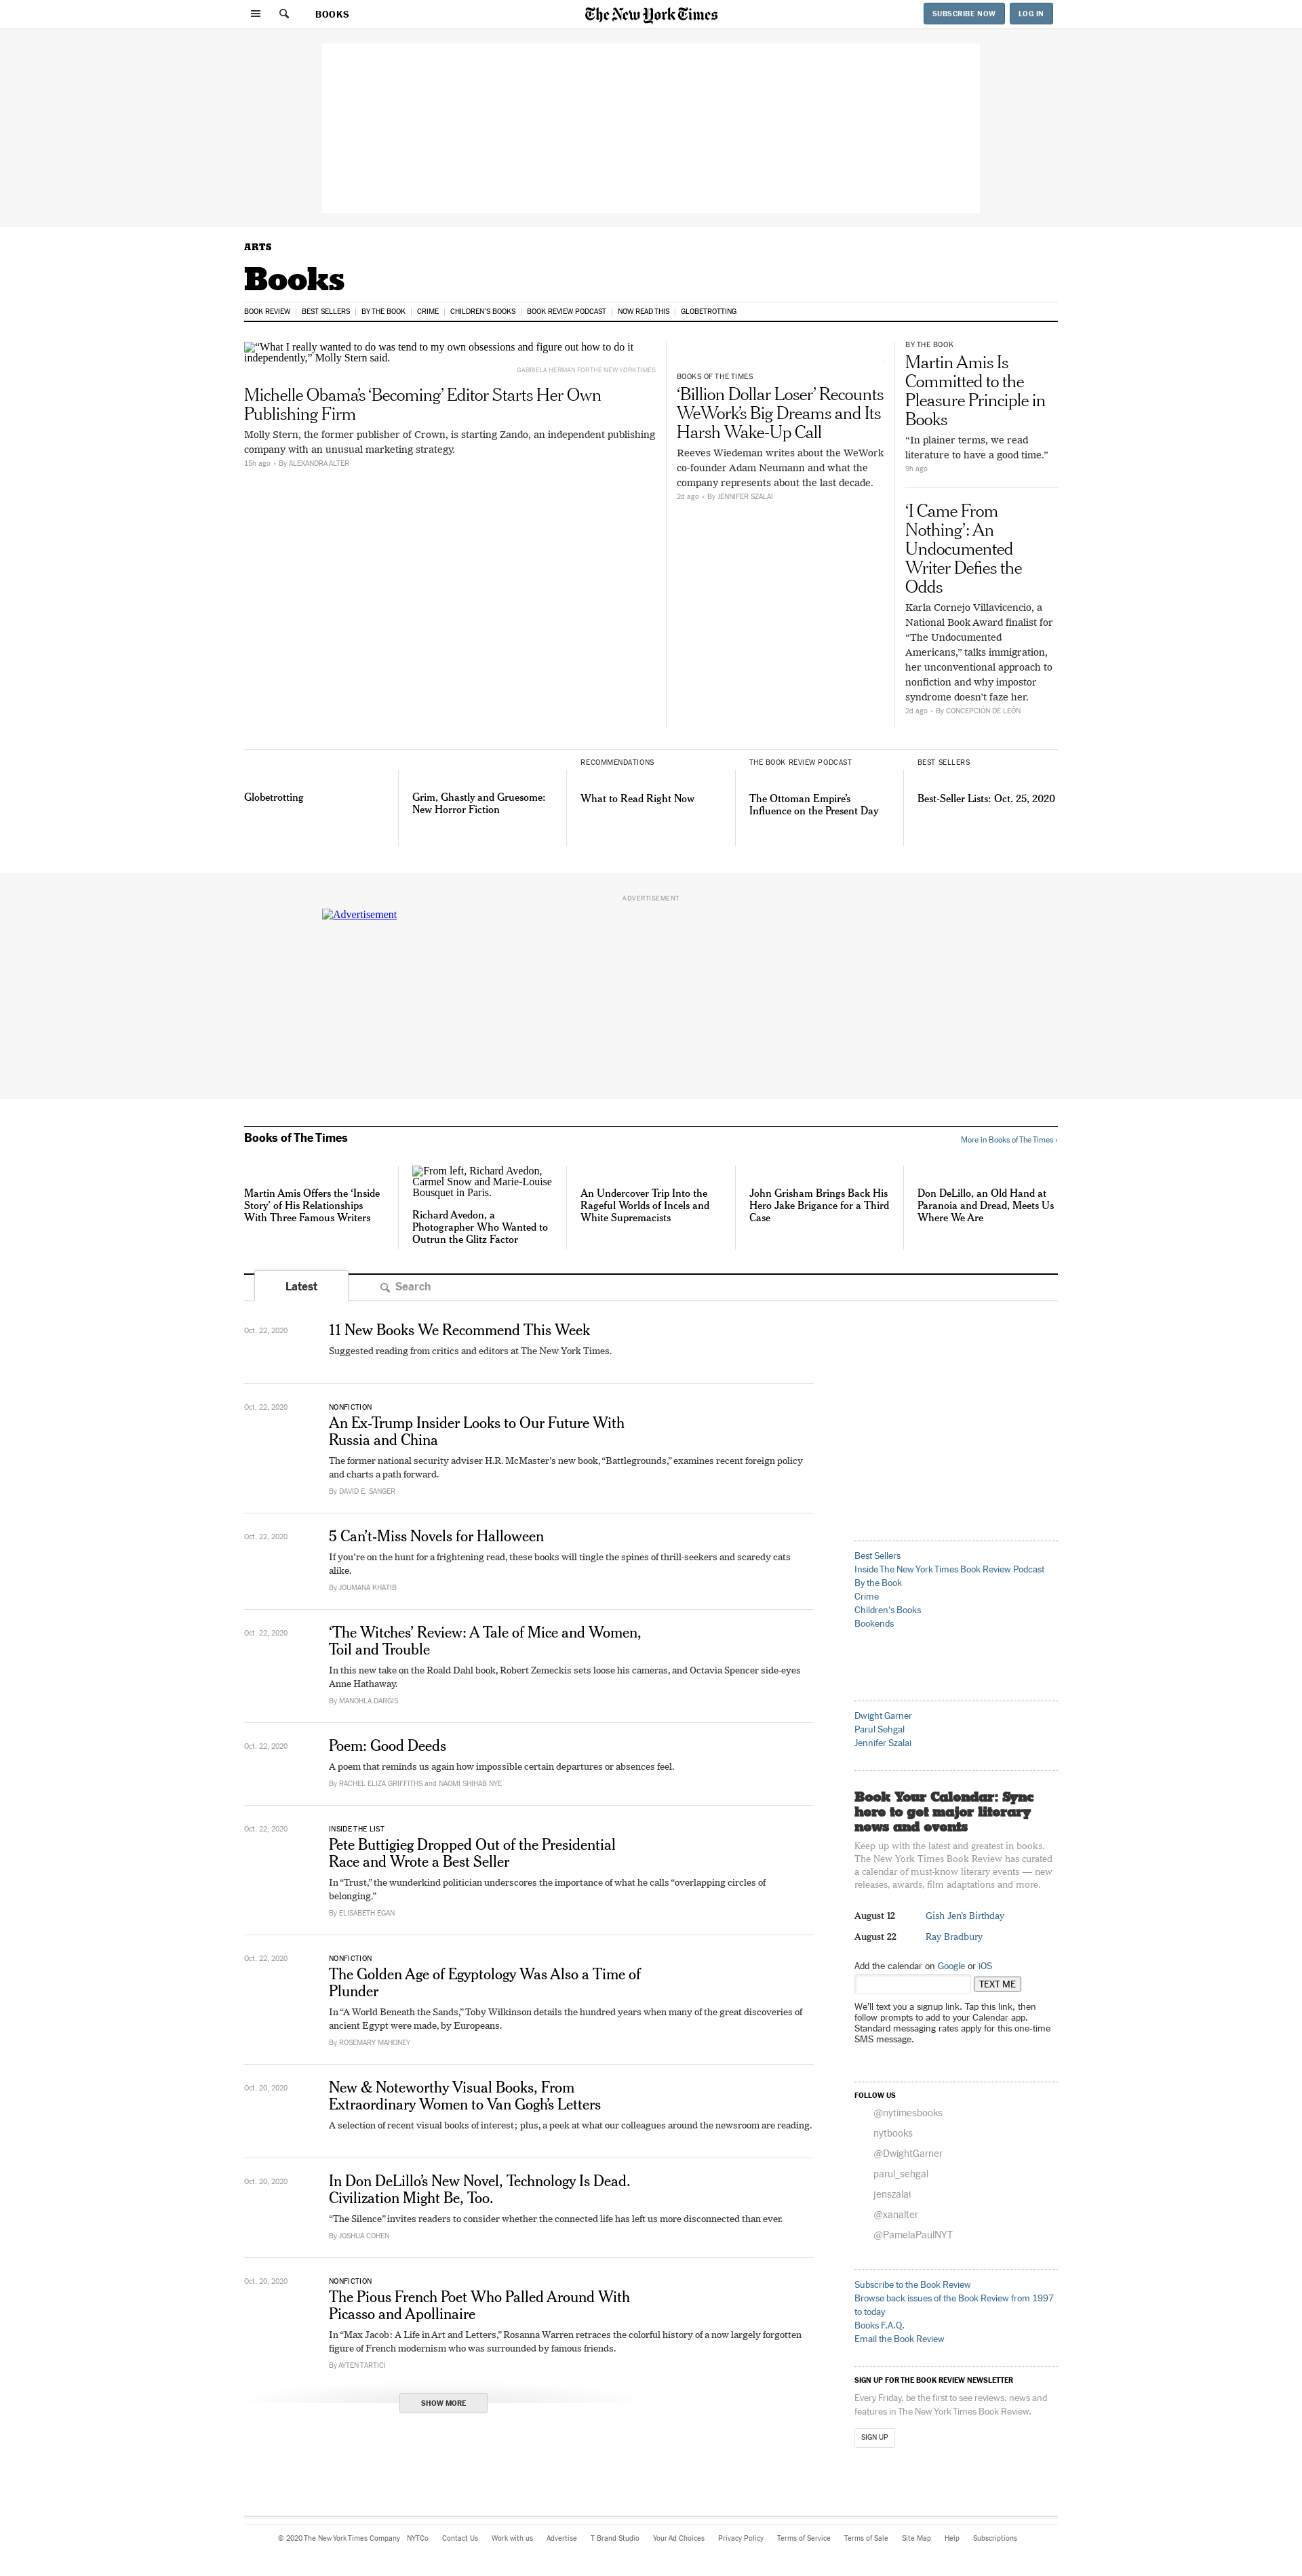 BOOKS
The New York Times
SUBSCRIBE NOW
LOG IN
ARTS
Books
BOOK REVIEW
BEST SELLERS
BY THE BOOK
CRIME
CHILDREN'S BOOKS
BOOK REVIEW PODCAST
NOW READ THIS
GLOBETROTTING
“What I really wanted to do was tend to my own obsessions and figure out how to do it
independently,” Molly Stern said.
GABRIELA HERMAN FOR THE NEW YORK TIMES
Michelle Obama’s ‘Becoming’ Editor Starts Her Own
Publishing Firm
Molly Stern, the former publisher of Crown, is starting Zando, an independent publishing
company with an unusual marketing strategy.
15h ago • By ALEXANDRA ALTER
BOOKS OF THE TIMES
‘Billion Dollar Loser’ Recounts
WeWork’s Big Dreams and Its
Harsh Wake-Up Call
Reeves Wiedeman writes about the WeWork
co-founder Adam Neumann and what the
company represents about the last decade.
2d ago • By JENNIFER SZALAI
BY THE BOOK
Martin Amis Is
Committed to the
Pleasure Principle in
Books
“In plainer terms, we read
literature to have a good time.”
9h ago
‘I Came From
Nothing’: An
Undocumented
Writer Defies the
Odds
Karla Cornejo Villavicencio, a
National Book Award finalist for
“The Undocumented
Americans,” talks immigration,
her unconventional approach to
nonfiction and why impostor
syndrome doesn’t faze her.
2d ago • By CONCEPCIÓN DE LEÓN
Globetrotting
Grim, Ghastly and Gruesome:
New Horror Fiction
RECOMMENDATIONS
What to Read Right Now
THE BOOK REVIEW PODCAST
The Ottoman Empire’s
Influence on the Present Day
BEST SELLERS
Best-Seller Lists: Oct. 25, 2020
ADVERTISEMENT
Advertisement
Books of The Times
More in Books of The Times ›
Martin Amis Offers the ‘Inside
Story’ of His Relationships
With Three Famous Writers
From left, Richard Avedon,
Carmel Snow and Marie-Louise
Bousquet in Paris.
Richard Avedon, a
Photographer Who Wanted to
Outrun the Glitz Factor
An Undercover Trip Into the
Rageful Worlds of Incels and
White Supremacists
John Grisham Brings Back His
Hero Jake Brigance for a Third
Case
Don DeLillo, an Old Hand at
Paranoia and Dread, Meets Us
Where We Are
Latest
Search
Oct. 22, 2020
11 New Books We Recommend This Week
Suggested reading from critics and editors at The New York Times.
Oct. 22, 2020
NONFICTION
An Ex-Trump Insider Looks to Our Future With
Russia and China
The former national security adviser H.R. McMaster’s new book, “Battlegrounds,” examines recent foreign policy
and charts a path forward.
By DAVID E. SANGER
Oct. 22, 2020
5 Can’t-Miss Novels for Halloween
If you’re on the hunt for a frightening read, these books will tingle the spines of thrill-seekers and scaredy cats
alike.
By JOUMANA KHATIB
Oct. 22, 2020
‘The Witches’ Review: A Tale of Mice and Women,
Toil and Trouble
In this new take on the Roald Dahl book, Robert Zemeckis sets loose his cameras, and Octavia Spencer side-eyes
Anne Hathaway.
By MANOHLA DARGIS
Oct. 22, 2020
Poem: Good Deeds
A poem that reminds us again how impossible certain departures or absences feel.
By RACHEL ELIZA GRIFFITHS and NAOMI SHIHAB NYE
Oct. 22, 2020
INSIDE THE LIST
Pete Buttigieg Dropped Out of the Presidential
Race and Wrote a Best Seller
In “Trust,” the wunderkind politician underscores the importance of what he calls “overlapping circles of
belonging.”
By ELISABETH EGAN
Oct. 22, 2020
NONFICTION
The Golden Age of Egyptology Was Also a Time of
Plunder
In “A World Beneath the Sands,” Toby Wilkinson details the hundred years when many of the great discoveries of
ancient Egypt were made, by Europeans.
By ROSEMARY MAHONEY
Oct. 20, 2020
New & Noteworthy Visual Books, From
Extraordinary Women to Van Gogh’s Letters
A selection of recent visual books of interest; plus, a peek at what our colleagues around the newsroom are reading.
Oct. 20, 2020
In Don DeLillo’s New Novel, Technology Is Dead.
Civilization Might Be, Too.
“The Silence” invites readers to consider whether the connected life has left us more disconnected than ever.
By JOSHUA COHEN
Oct. 20, 2020
NONFICTION
The Pious French Poet Who Palled Around With
Picasso and Apollinaire
In “Max Jacob: A Life in Art and Letters,” Rosanna Warren retraces the colorful history of a now largely forgotten
figure of French modernism who was surrounded by famous friends.
By AYTEN TARTICI
SHOW MORE
Best Sellers
Inside The New York Times Book Review Podcast
By the Book
Crime
Children's Books
Bookends
Dwight Garner
Parul Sehgal
Jennifer Szalai
Book Your Calendar: Sync
here to get major literary
news and events
Keep up with the latest and greatest in books.
The New York Times Book Review has curated
a calendar of must-know literary events — new
releases, awards, film adaptations and more.
August 12 Gish Jen’s Birthday
August 22 Ray Bradbury
Add the calendar on Google or iOS
TEXT ME
We’ll text you a signup link. Tap this link, then
follow prompts to add to your Calendar app.
Standard messaging rates apply for this one-time
SMS message.
FOLLOW US
@nytimesbooks
nytbooks
@DwightGarner
parul_sehgal
jenszalai
@xanalter
@PamelaPaulNYT
Subscribe to the Book Review
Browse back issues of the Book Review from 1997
to today
Books F.A.Q.
Email the Book Review
SIGN UP FOR THE BOOK REVIEW NEWSLETTER
Every Friday, be the first to see reviews, news and
features in The New York Times Book Review.
SIGN UP
© 2020 The New York Times Company
NYTCo
Contact Us
Work with us
Advertise
T Brand Studio
Your Ad Choices
Privacy Policy
Terms of Service
Terms of Sale
Site Map
Help
Subscriptions